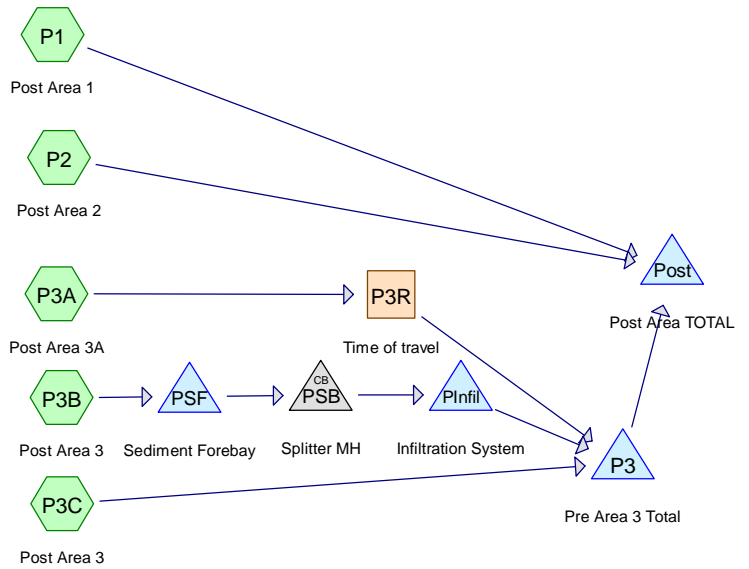 P1
Post Area 1
P2
Post Area 2
Post
Post Area TOTAL
P3A
Post Area 3A
P3R
Time of travel
P3B
Post Area 3
PSF
Sediment Forebay
CB
PSB
Splitter MH
PInfil
Infiltration System
P3
Pre Area 3 Total
P3C
Post Area 3